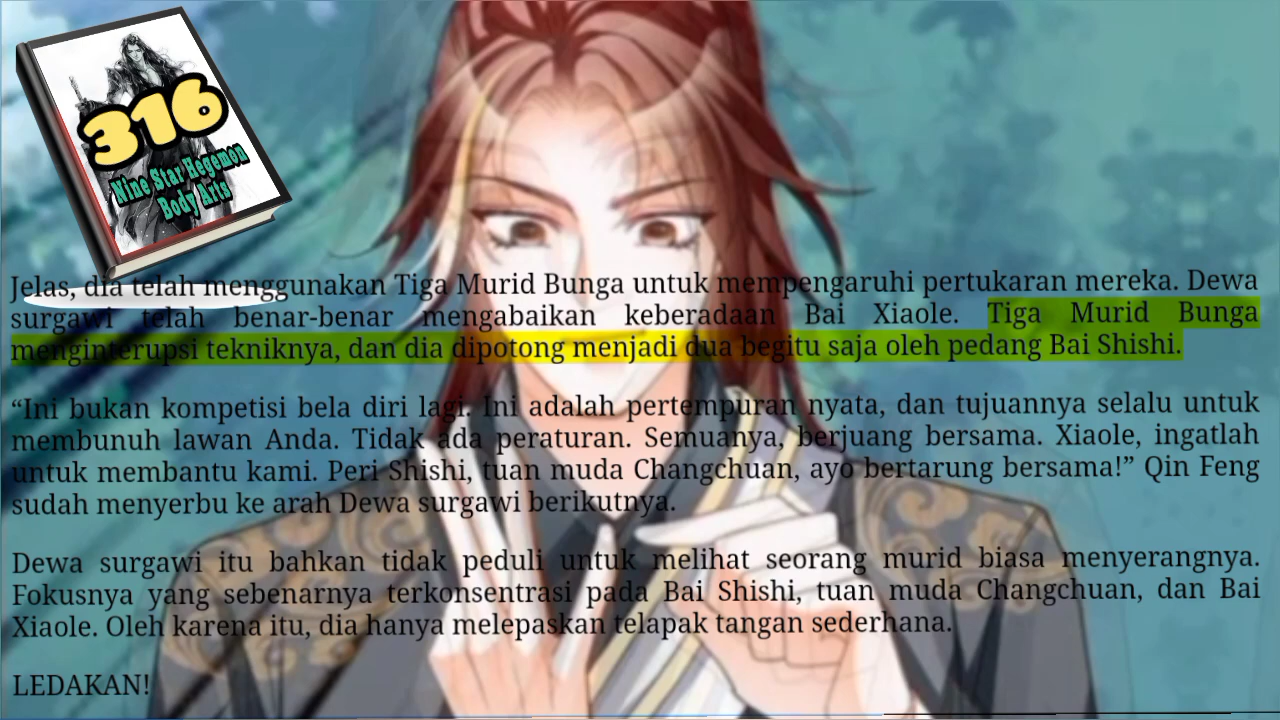 316
Nine Star Hegemon
Body Arts
Jelas, dia telah menggunakan Tiga Murid Bunga untuk mempengaruhi pertukaran mereka. Dewa
surgawi telah benar-benar mengabaikan keberadaan Bai Xiaole. Tiga Murid Bunga
menginterupsi tekniknya, dan dia dipotong menjadi dua begitu saja oleh pedang Bai Shishi.
“Ini bukan kompetisi bela diri lagi. Ini adalah pertempuran nyata, dan tujuannya selalu untuk
membunuh lawan Anda. Tidak ada peraturan. Semuanya, berjuang bersama. Xiaole, ingatlah
untuk membantu kami. Peri Shishi, tuan muda Changchuan, ayo bertarung bersama!” Qin Feng
sudah menyerbu ke arah Dewa surgawi berikutnya.
Dewa surgawi itu bahkan tidak peduli untuk melihat seorang murid biasa menyerangnya.
Fokusnya yang sebenarnya terkonsentrasi pada Bai Shishi, tuan muda Changchuan, dan Bai
Xiaole. Oleh karena itu, dia hanya melepaskan telapak tangan sederhana.
LEDAKAN!